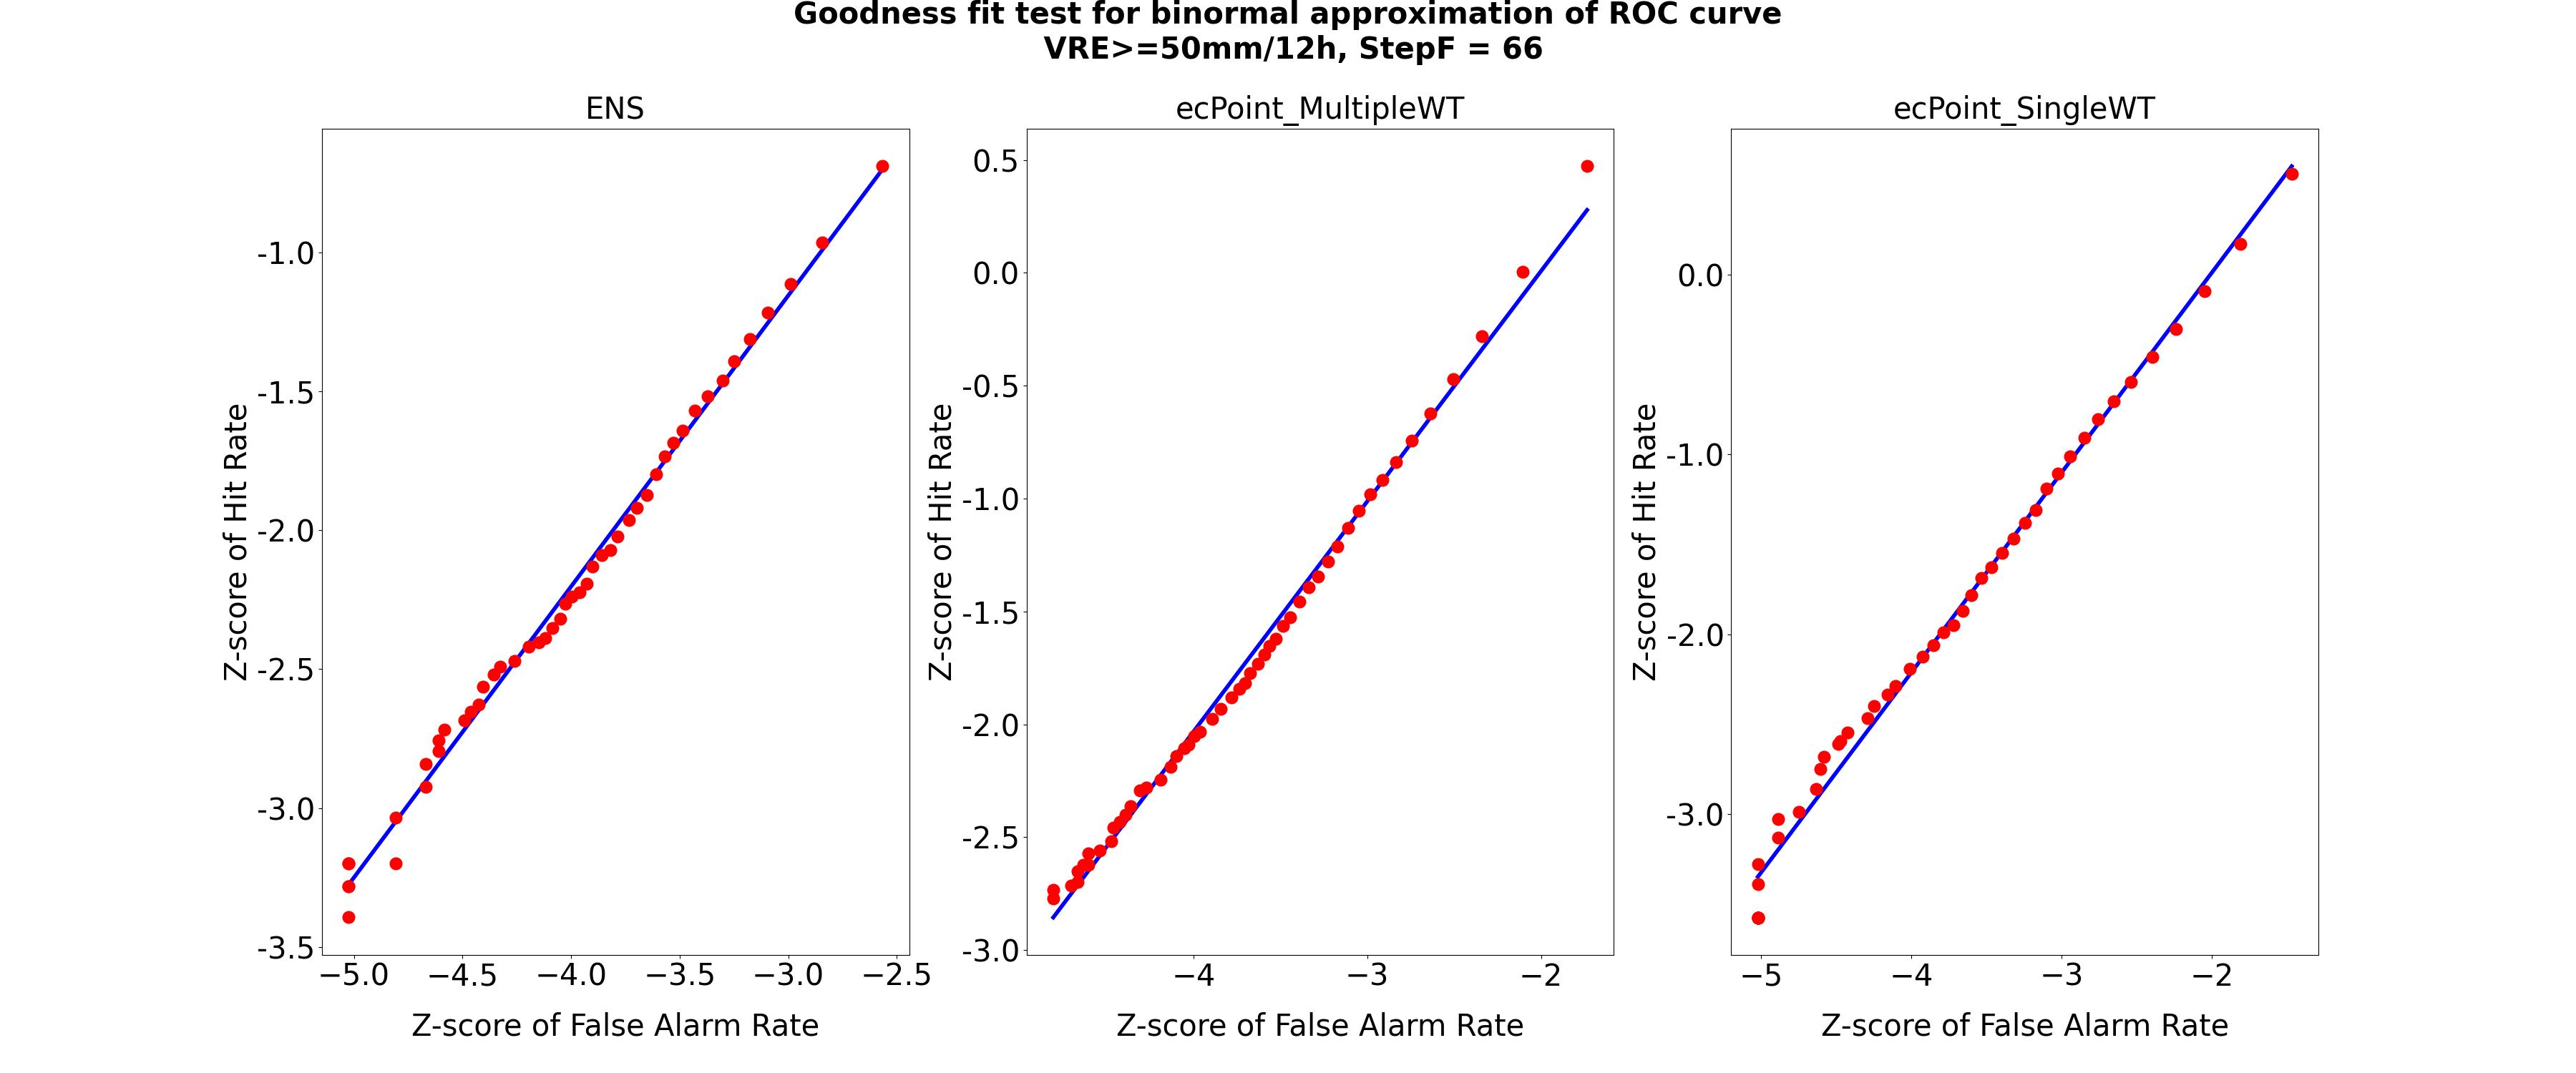 Goodness fit test for binormal approximation of ROC curve
VRE>=50mm/12h, StepF = 66
ENS
-1.0
-1.5
-2.0
-2.5
-3.0
-3.5
Z-score of Hit Rate
−5.0 −4.5 −4.0 −3.5 −3.0 −2.5
Z-score of False Alarm Rate
ecPoint_MultipleWT
0.5
0.0
-0.5
-1.0
-1.5
-2.0
-2.5
-3.0
Z-score of Hit Rate
−4 −3 −2
Z-score of False Alarm Rate
ecPoint_SingleWT
0.0
-1.0
-2.0
-3.0
Z-score of Hit Rate
−5 −4 −3 −2
Z-score of False Alarm Rate